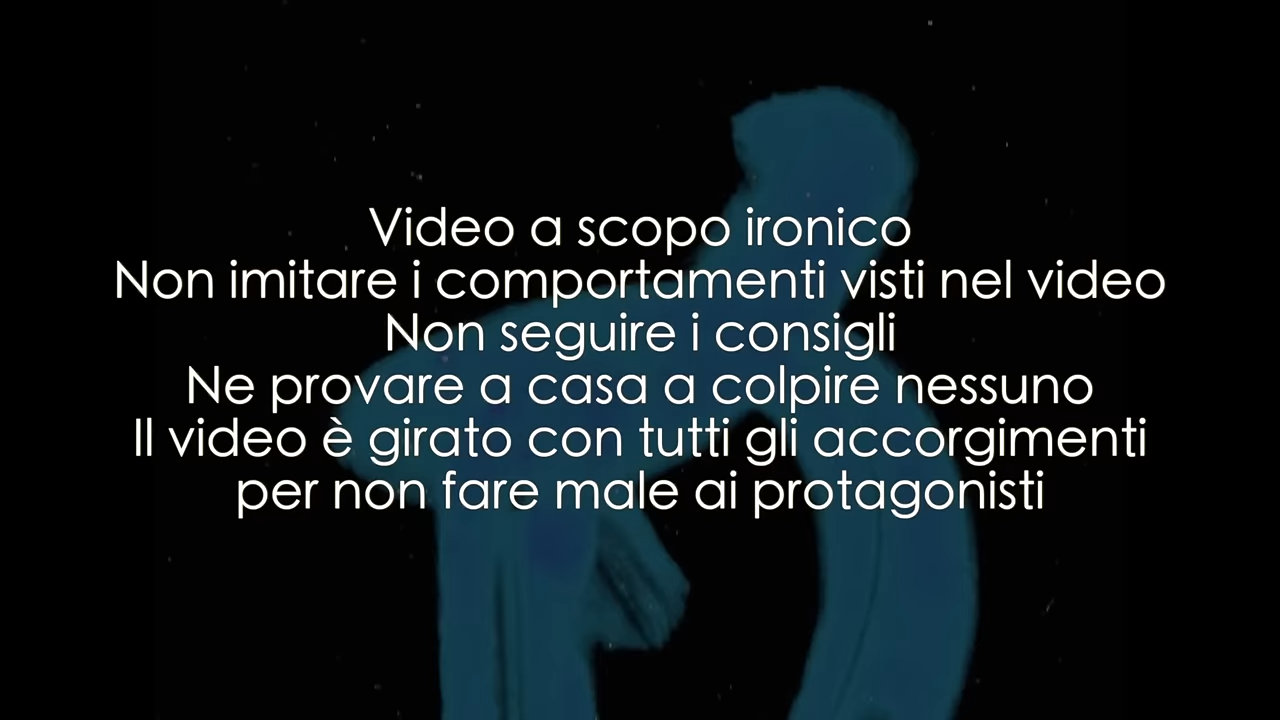 Video a scopo ironico
Non imitare i comportamenti visti nel video
Non seguire i consigli
Ne provare a casa a colpire nessuno
Il video è girato con tutti gli accorgimenti
per non fare male ai protagonisti